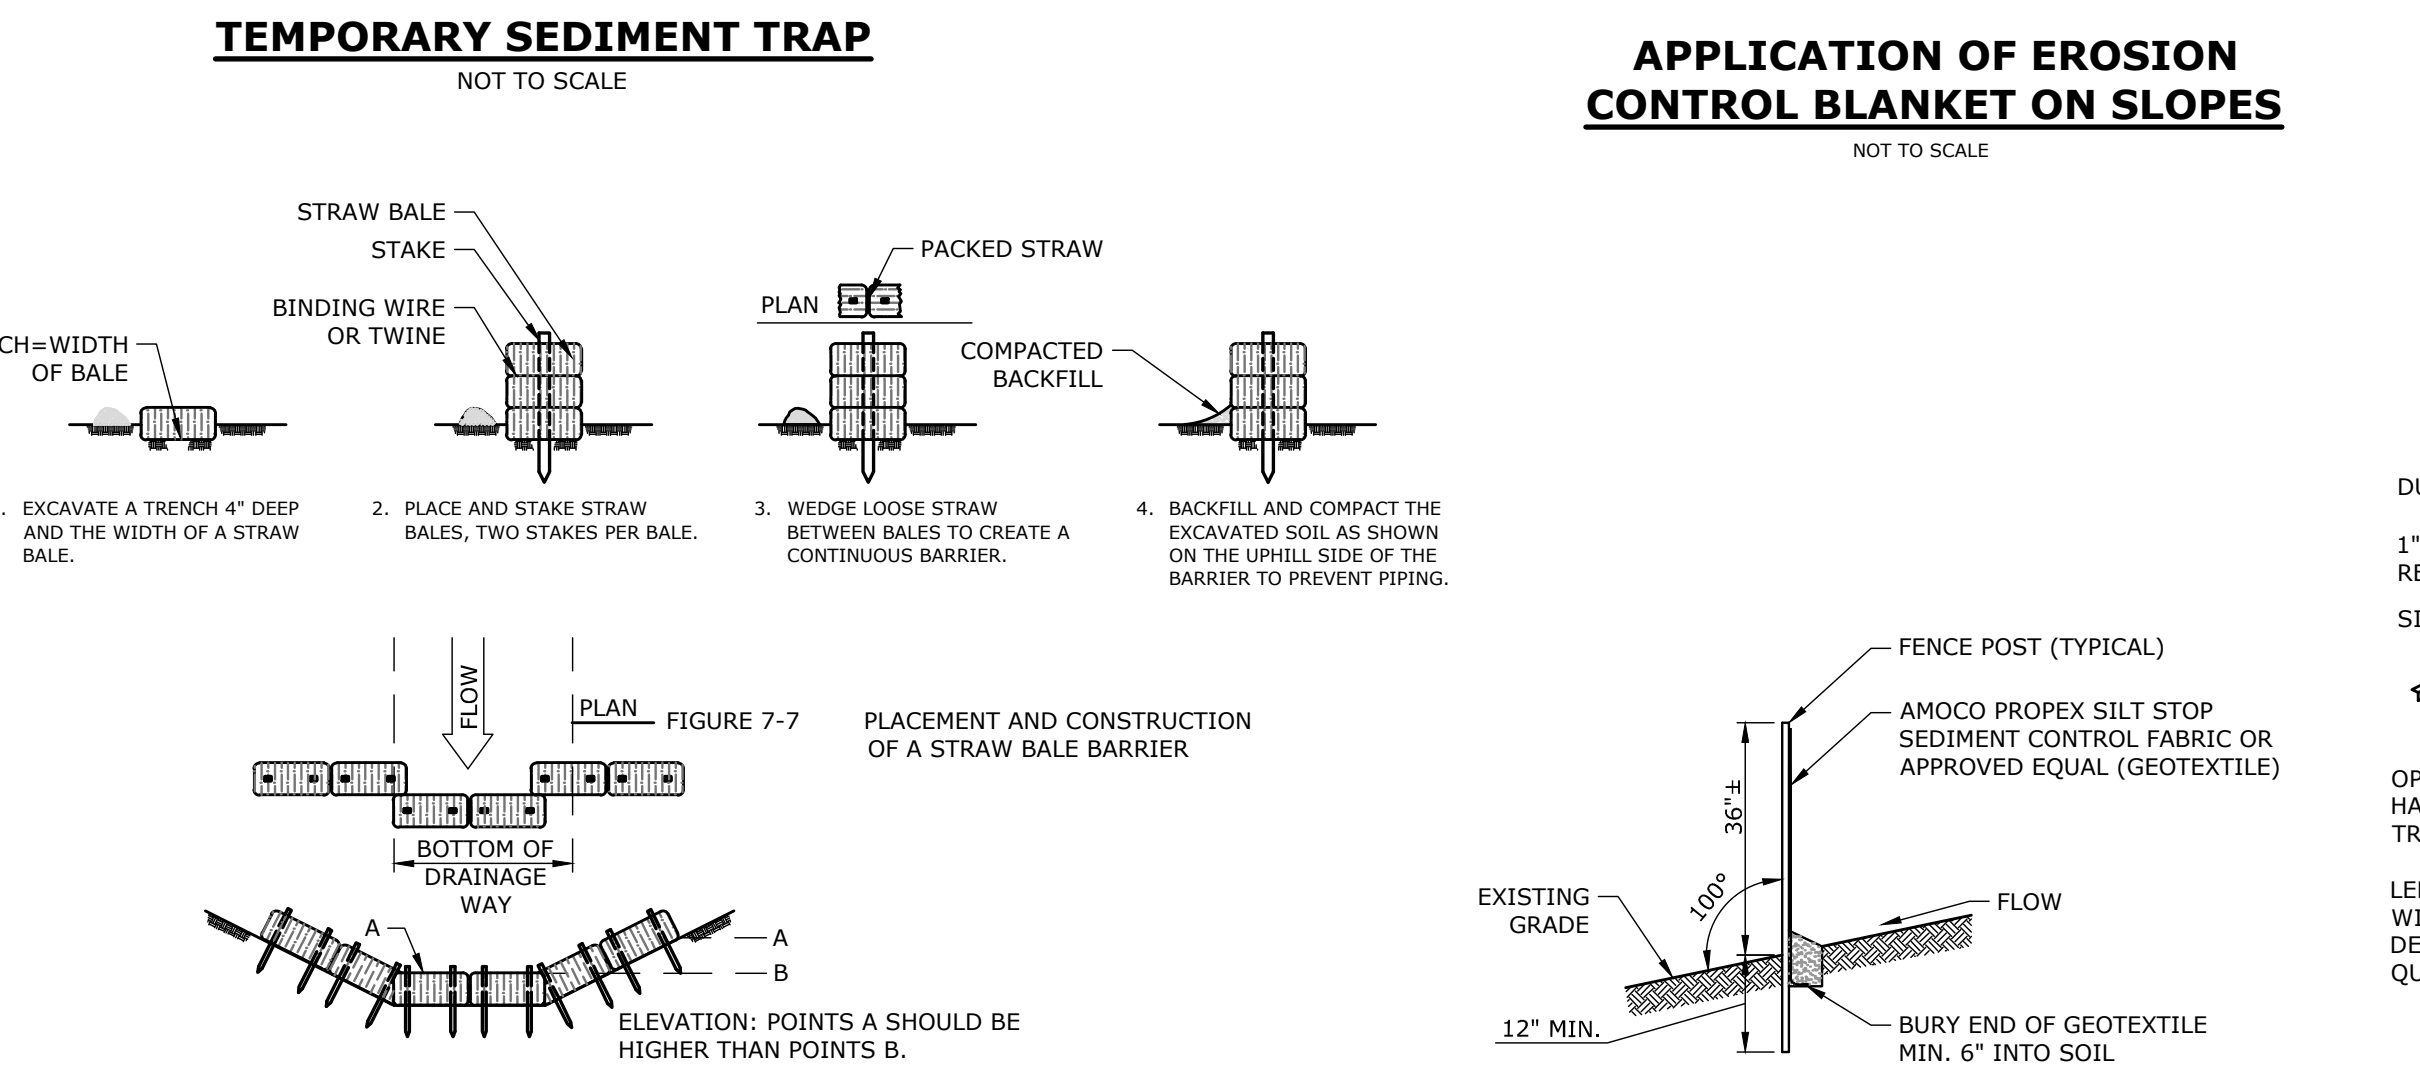 TEMPORARY SEDIMENT TRAP
NOT TO SCALE
APPLICATION OF EROSION
CONTROL BLANKET ON SLOPES
NOT TO SCALE
STRAW BALE
STAKE
BINDING WIRE
OR TWINE
CH=WIDTH
OF BALE
PACKED STRAW
PLAN
COMPACTED
BACKFILL
. EXCAVATE A TRENCH 4" DEEP
AND THE WIDTH OF A STRAW
BALE.
2. PLACE AND STAKE STRAW
BALES, TWO STAKES PER BALE.
3. WEDGE LOOSE STRAW
BETWEEN BALES TO CREATE A
CONTINUOUS BARRIER.
4. BACKFILL AND COMPACT THE
EXCAVATED SOIL AS SHOWN
ON THE UPHILL SIDE OF THE
BARRIER TO PREVENT PIPING.
FLOW
PLAN
FIGURE 7-7
PLACEMENT AND CONSTRUCTION
OF A STRAW BALE BARRIER
BOTTOM OF
DRAINAGE
WAY
A
A
B
ELEVATION: POINTS A SHOULD BE
HIGHER THAN POINTS B.
FENCE POST (TYPICAL)
AMOCO PROPEX SILT STOP
SEDIMENT CONTROL FABRIC OR
APPROVED EQUAL (GEOTEXTILE)
36"±
100°
EXISTING
GRADE
FLOW
12" MIN.
BURY END OF GEOTEXTILE
MIN. 6" INTO SOIL
1"